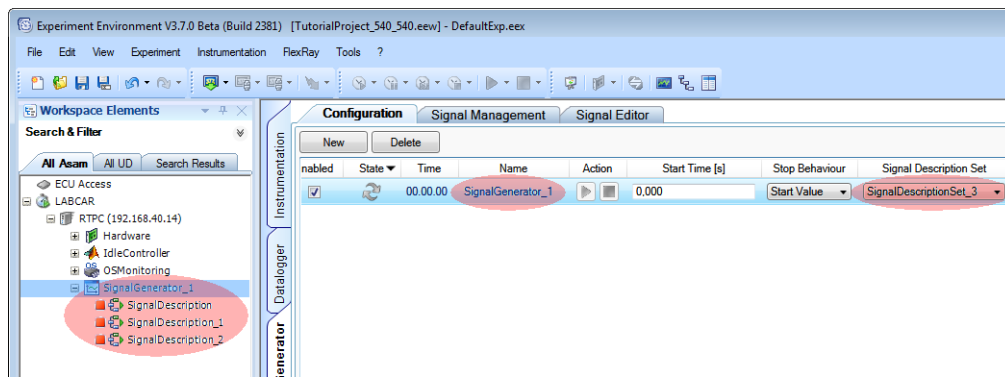 Experiment Environment V3.7.0 Beta (Build 2381) [TutorialProject_540_540.eew] - DefaultExp.eex
File Edit View Experiment Instrumentation FlexRay Tools ?
Workspace Elements
Search & Filter
All Asam All UD Search Results
ECU Access
LABCAR
RTPC (192.168.40.14)
Hardware
IdleController
OSMonitoring
SignalGenerator_1
SignalDescription
SignalDescription_1
SignalDescription_2
Instrumentation
Datalogger
Generator
Configuration Signal Management Signal Editor
New Delete
nabled State Time Name Action Start Time [s] Stop Behaviour Signal Description Set
00.00.00 SignalGenerator_1 0,000 Start Value SignalDescriptionSet_3